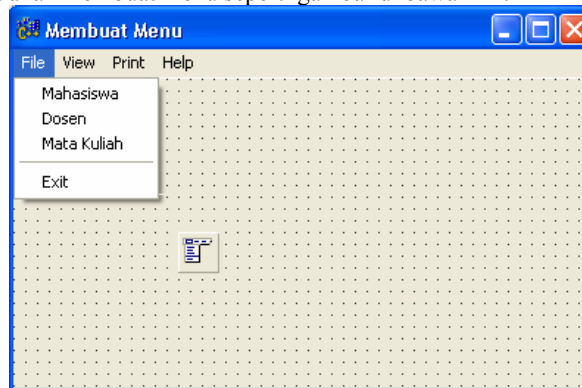 Membuat Menu
File View Print Help
Mahasiswa
Dosen
Mata Kuliah
Exit